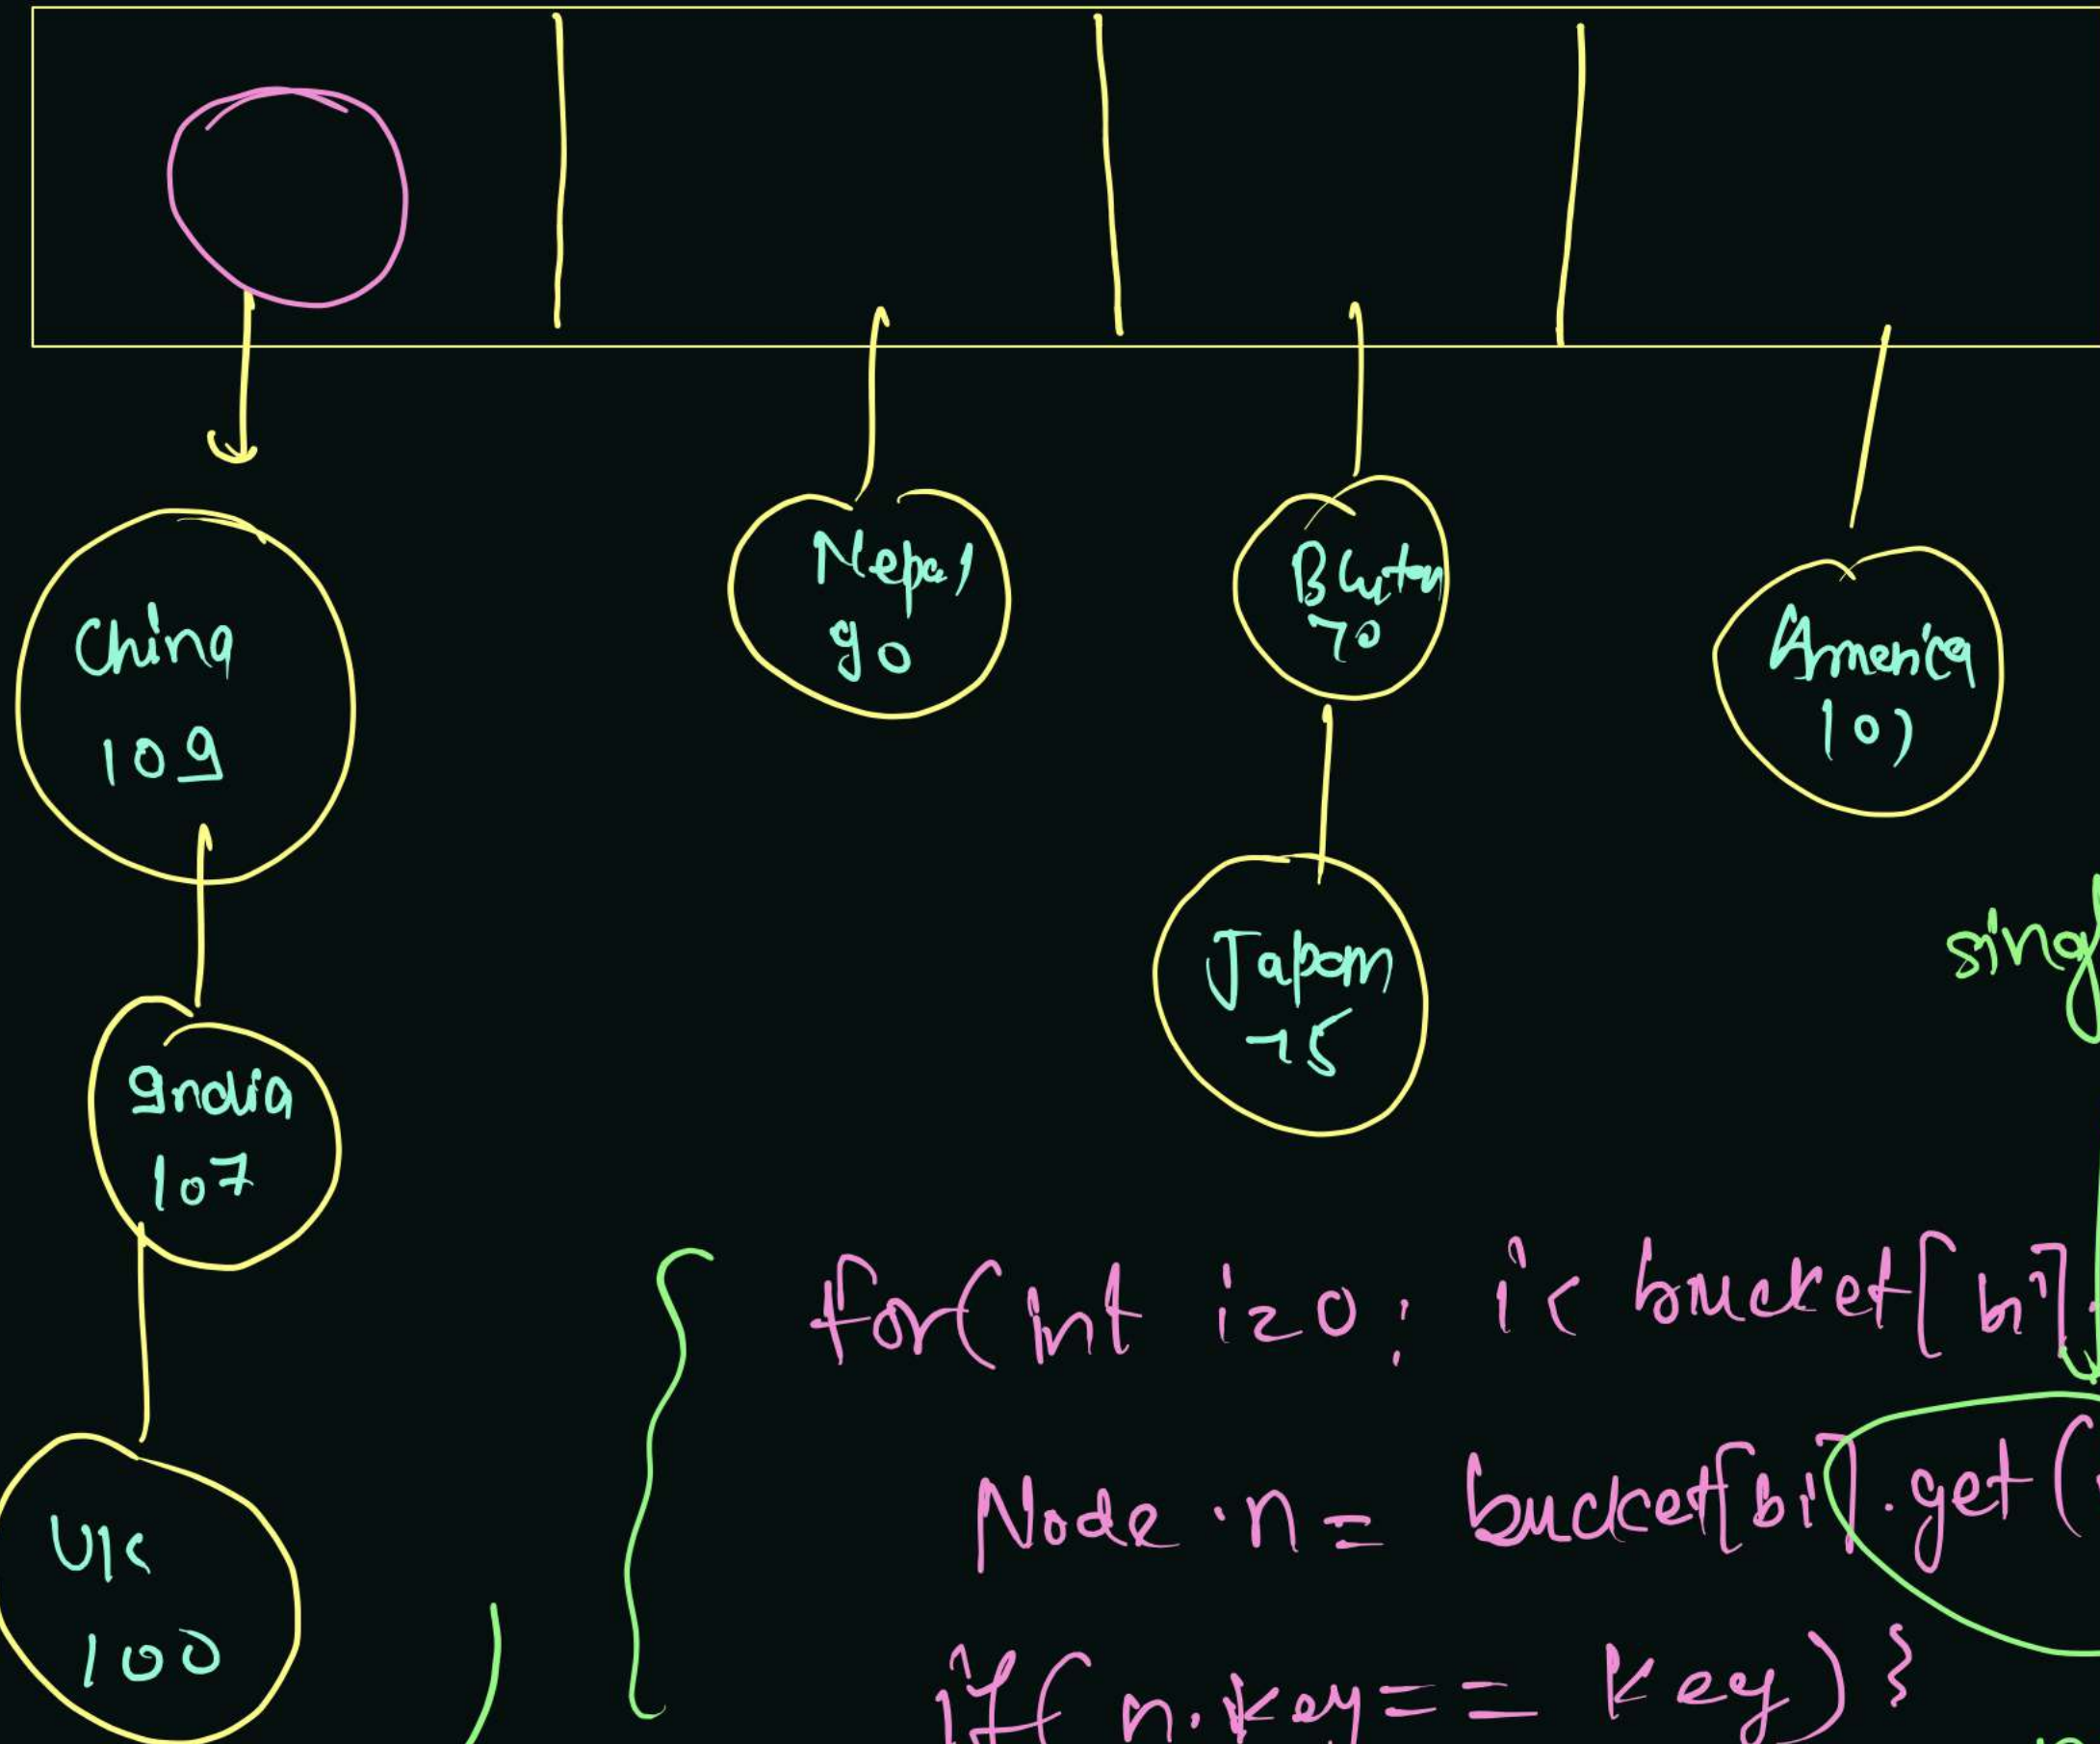 China
109
Nepal
90
Bhutan
70
America
101
India
107
Japan
75
sing
UK
100
for(int i=0; i< bucket[bi].
Node n = bucket[bi].get(
if( n.key == key) {